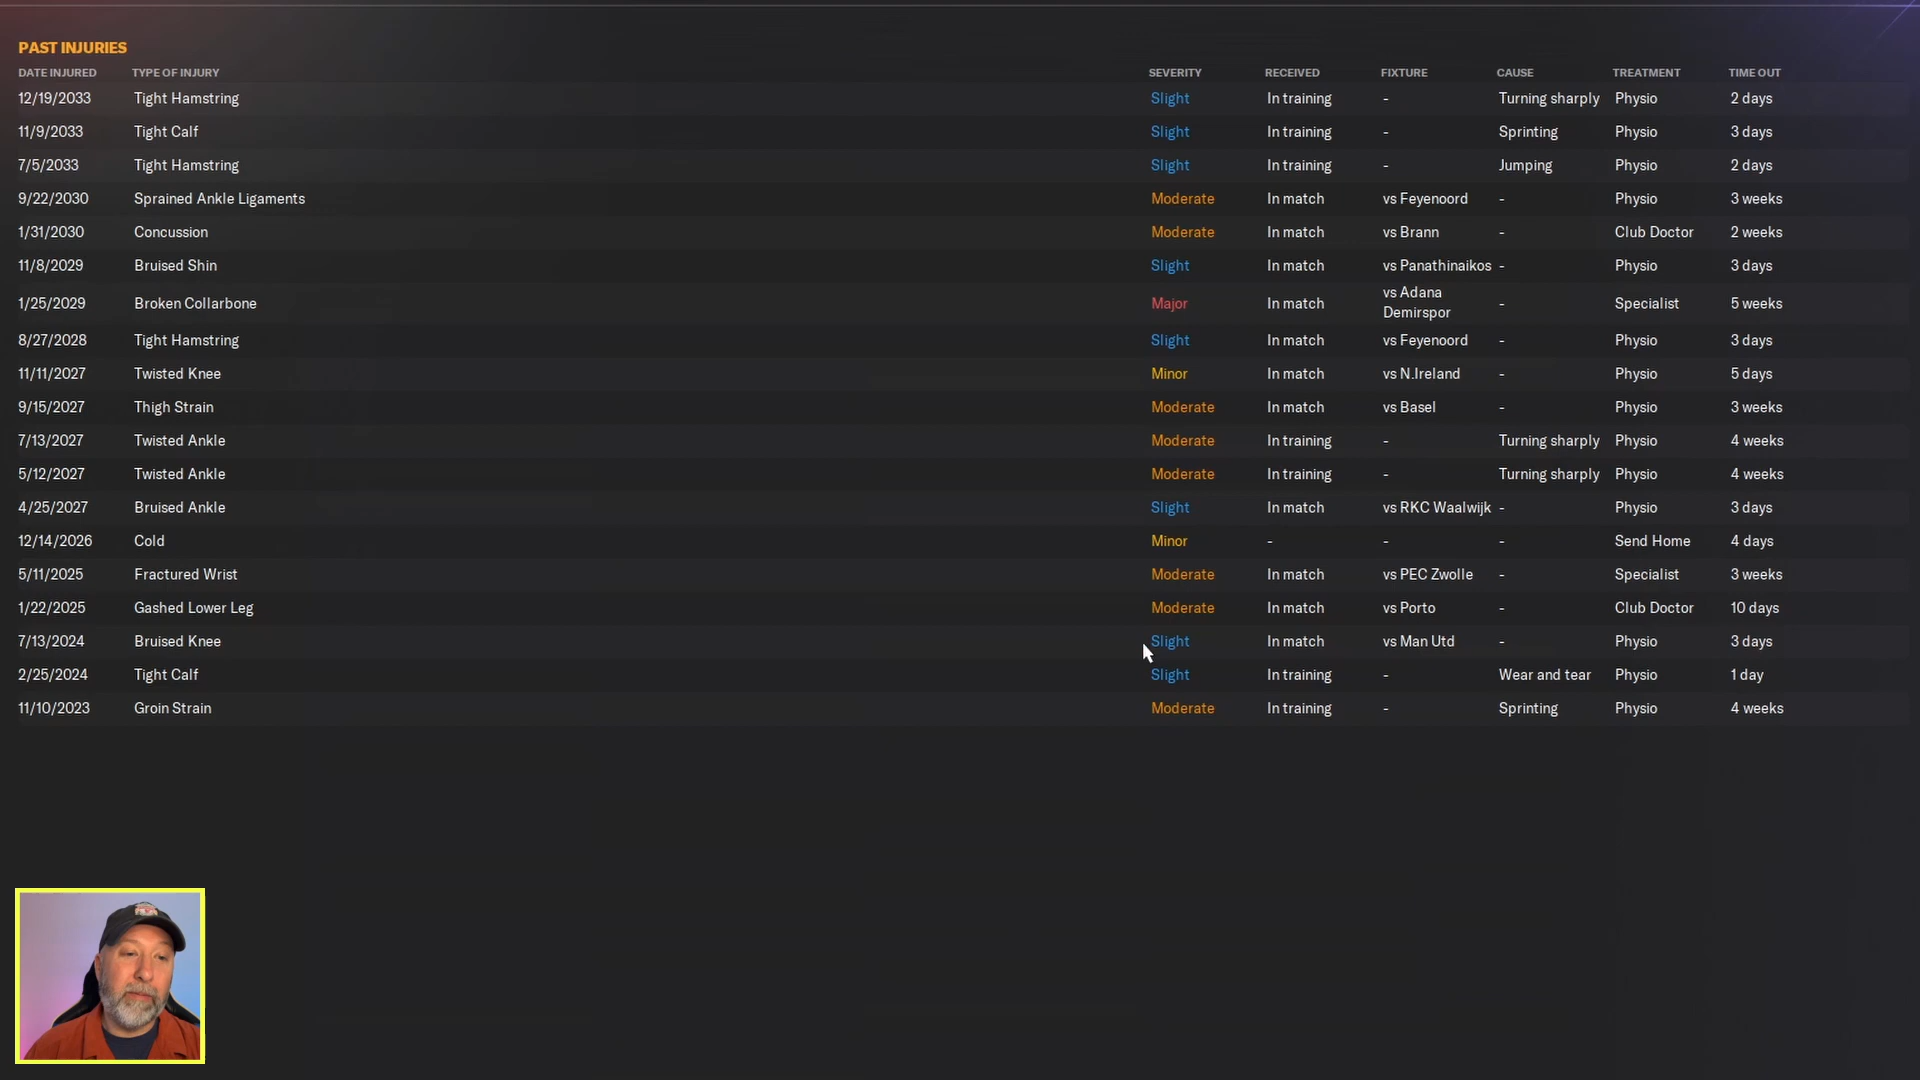 PAST INJURIES
DATE INJURED TYPE OF INJURY SEVERITY RECEIVED FIXTURE CAUSE TREATMENT TIME OUT
12/19/2033 Tight Hamstring Slight In training - Turning sharply Physio 2 days
11/9/2033 Tight Calf Slight In training - Sprinting Physio 3 days
7/5/2033 Tight Hamstring Slight In training - Jumping Physio 2 days
9/22/2030 Sprained Ankle Ligaments Moderate In match vs Feyenoord - Physio 3 weeks
1/31/2030 Concussion Moderate In match vs Brann - Club Doctor 2 weeks
11/8/2029 Bruised Shin Slight In match vs Panathinaikos - Physio 3 days
1/25/2029 Broken Collarbone Major In match vs Adana Demirspor - Specialist 5 weeks
8/27/2028 Tight Hamstring Slight In match vs Feyenoord - Physio 3 days
11/11/2027 Twisted Knee Minor In match vs N.Ireland - Physio 5 days
9/15/2027 Thigh Strain Moderate In match vs Basel - Physio 3 weeks
7/13/2027 Twisted Ankle Moderate In training - Turning sharply Physio 4 weeks
5/12/2027 Twisted Ankle Moderate In training - Turning sharply Physio 4 weeks
4/25/2027 Bruised Ankle Slight In match vs RKC Waalwijk - Physio 3 days
12/14/2026 Cold Minor - - - Send Home 4 days
5/11/2025 Fractured Wrist Moderate In match vs PEC Zwolle - Specialist 3 weeks
1/22/2025 Gashed Lower Leg Moderate In match vs Porto - Club Doctor 10 days
7/13/2024 Bruised Knee Slight In match vs Man Utd - Physio 3 days
2/25/2024 Tight Calf Slight In training - Wear and tear Physio 1 day
11/10/2023 Groin Strain Moderate In training - Sprinting Physio 4 weeks